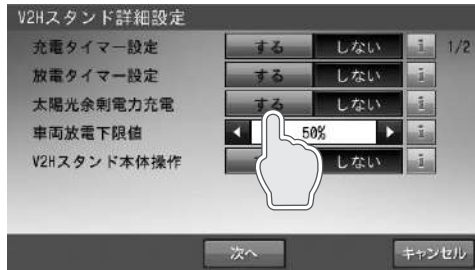 V2Hスタンド詳細設定
充電タイマー設定 する しない i 1/2
放電タイマー設定 する しない i
太陽光余剰電力充電 する しない i
車両放電下限値 50% i
V2Hスタンド本体操作 しない i
次へ キャンセル